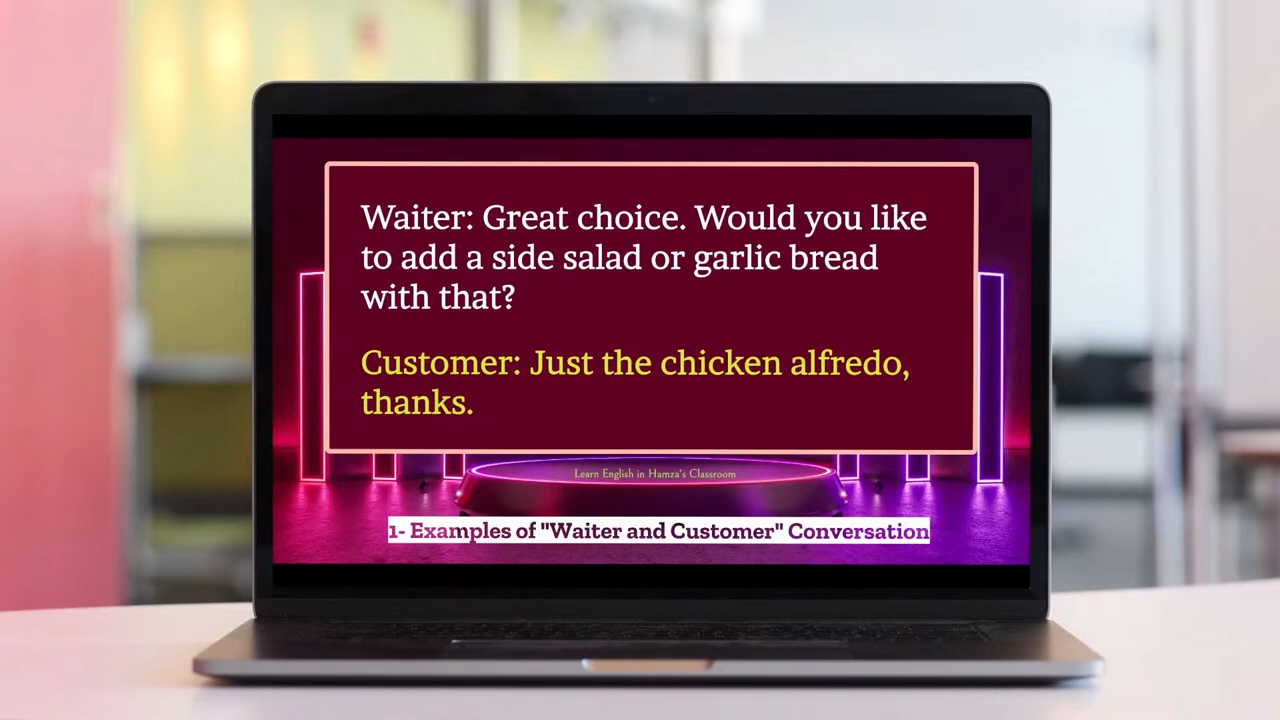 Waiter: Great choice. Would you like
to add a side salad or garlic bread
with that?
Customer: Just the chicken alfredo,
thanks.
Learn English in Hamza's Classroom
1- Examples of "Waiter and Customer" Conversation